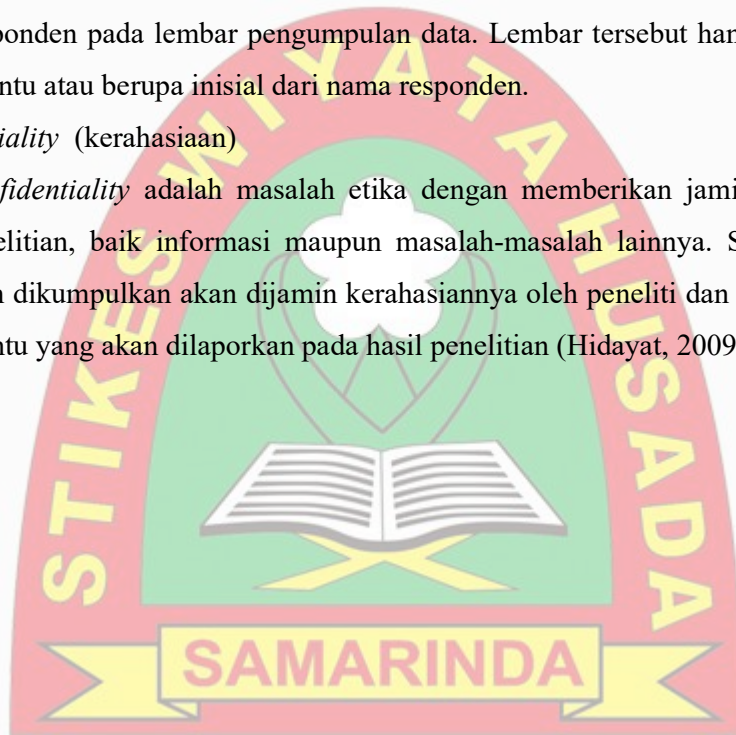 ponden pada lembar pengumpulan data. Lembar tersebut han
ntu atau berupa inisial dari nama responden.
iality (kerahasiaan)
fidentiality adalah masalah etika dengan memberikan jami
elitian, baik informasi maupun masalah-masalah lainnya. S
n dikumpulkan akan dijamin kerahasiannya oleh peneliti dan
ntu yang akan dilaporkan pada hasil penelitian (Hidayat, 2009
STIKES WIYATA HUSADA
SAMARINDA